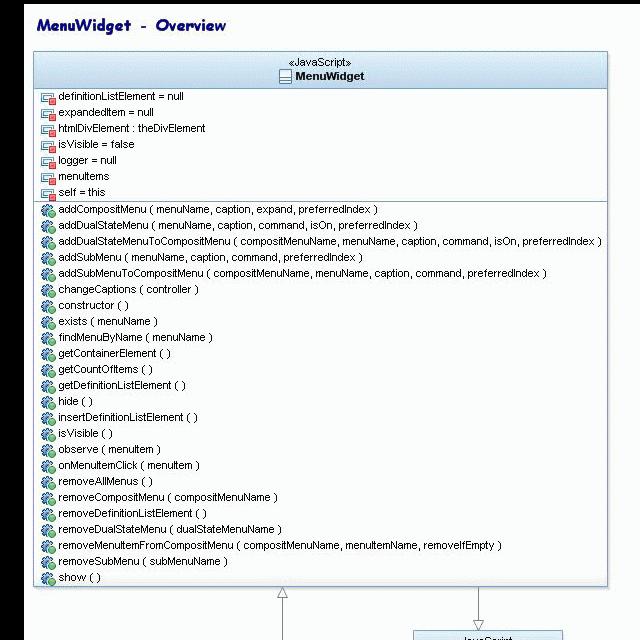 MenuWidget - Overview
«JavaScript»
MenuWidget
definitionListElement = null
expandedItem = null
htmlDivElement : theDivElement
isVisible = false
logger = null
menuItems
self = this
addCompositMenu ( menuName, caption, expand, preferredIndex )
addDualStateMenu ( menuName, caption, command, isOn, preferredIndex )
addDualStateMenuToCompositMenu ( compositMenuName, menuName, caption, command, isOn, preferredIndex )
addSubMenu ( menuName, caption, command, preferredIndex )
addSubMenuToCompositMenu ( compositMenuName, menuName, caption, command, preferredIndex )
changeCaptions ( controller )
constructor ( )
exists ( menuName )
findMenuByName ( menuName )
getContainerElement ( )
getCountOfItems ( )
getDefinitionListElement ( )
hide ( )
insertDefinitionListElement ( )
isVisible ( )
observe ( menuItem )
onMenuItemClick ( menuItem )
removeAllMenus ( )
removeCompositMenu ( compositMenuName )
removeDefinitionListElement ( )
removeDualStateMenu ( dualStateMenuName )
removeMenuItemFromCompositMenu ( compositMenuName, menuItemName, removeIfEmpty )
removeSubMenu ( subMenuName )
show ( )